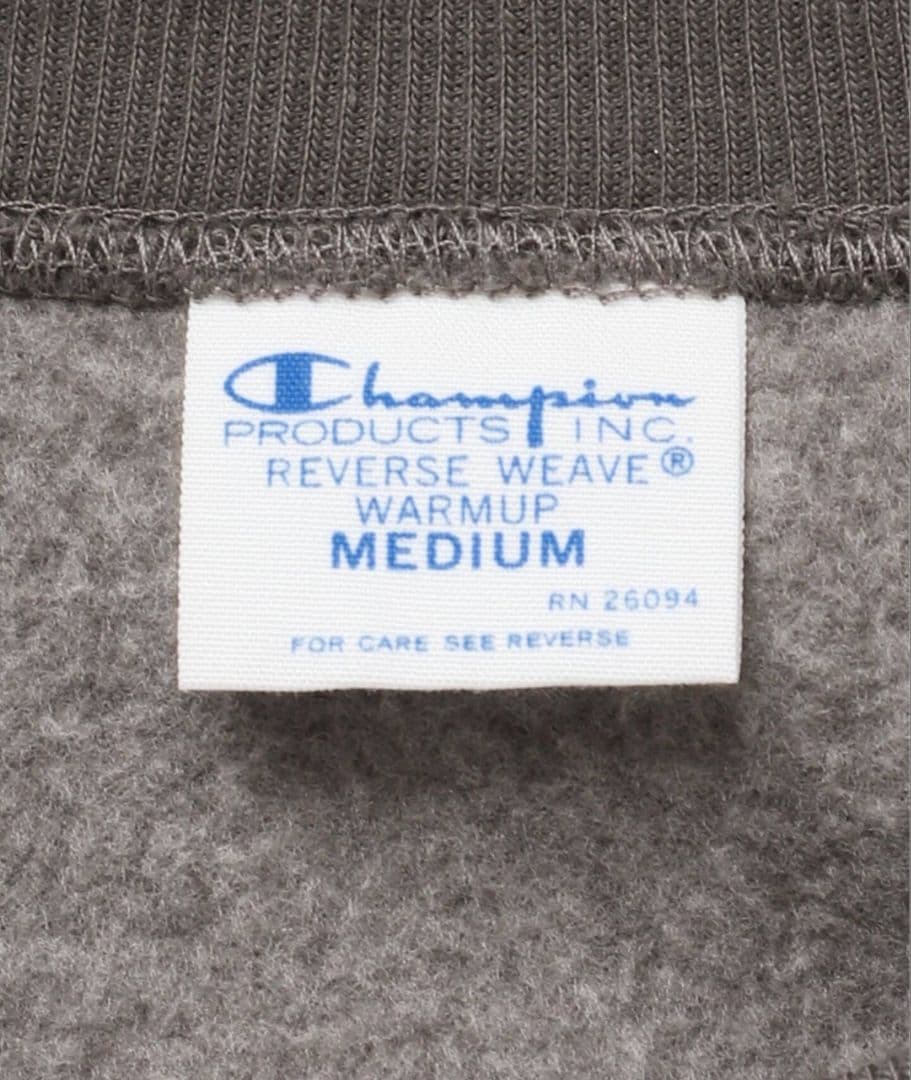 Champion
PRODUCTS INC.
REVERSE WEAVE®
WARMUP
MEDIUM
RN 26094
FOR CARE SEE REVERSE